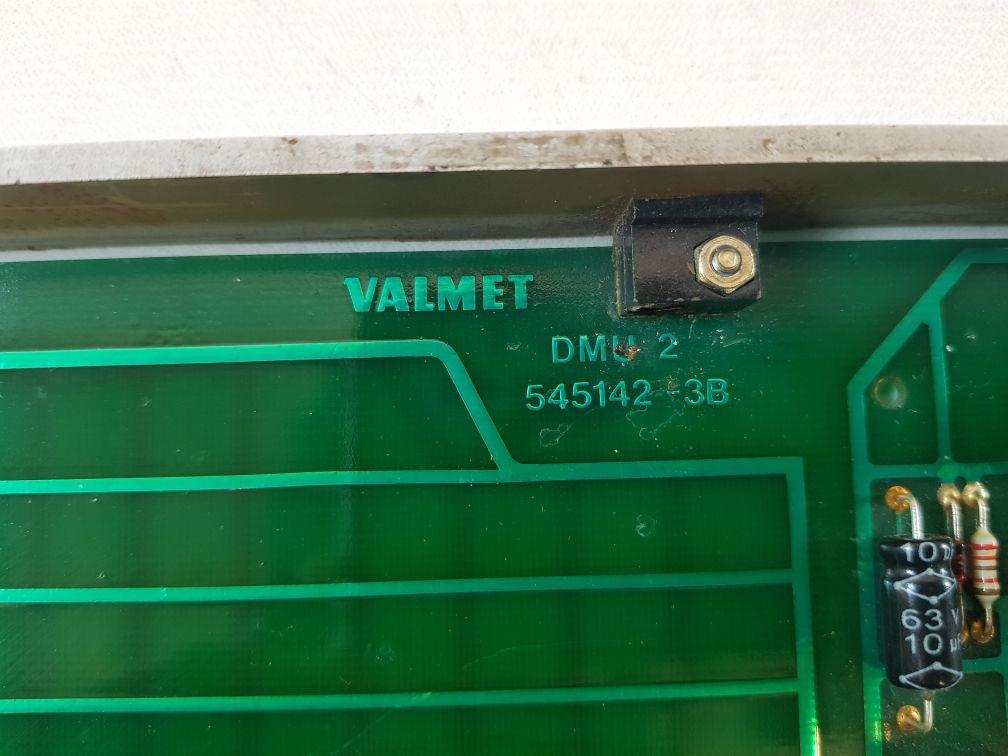 VALMET
DMU 2
545142-3B
10 µ
63 V
10 µ